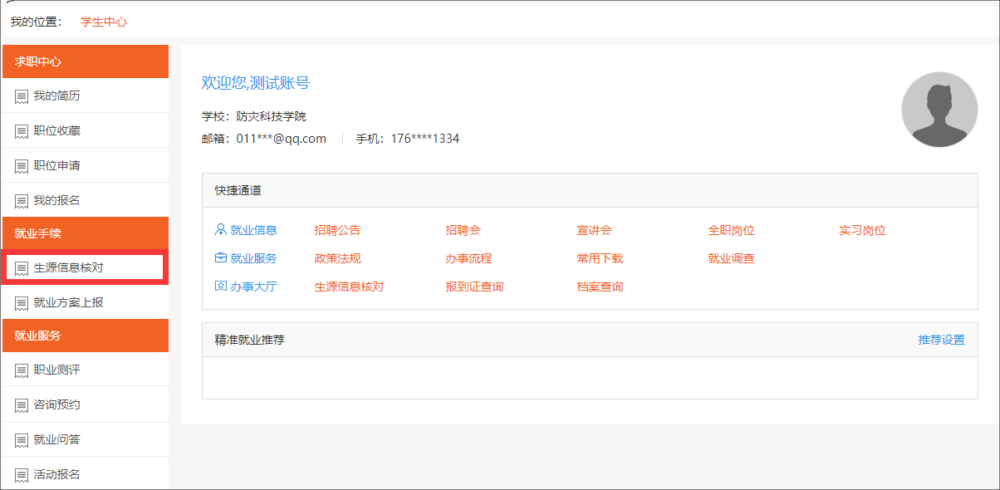 我的位置： 学生中心
求职中心
我的简历
职位收藏
职位申请
我的报名
就业手续
生源信息核对
就业方案上报
就业服务
职业测评
咨询预约
就业问答
活动报名
欢迎您,测试账号
学校：防灾科技学院
邮箱：011***@qq.com 手机：176****1334
快捷通道
就业信息 招聘公告 招聘会 宣讲会 全职岗位 实习岗位
就业服务 政策法规 办事流程 常用下载 就业调查
办事大厅 生源信息核对 报到证查询 档案查询
精准就业推荐 推荐设置